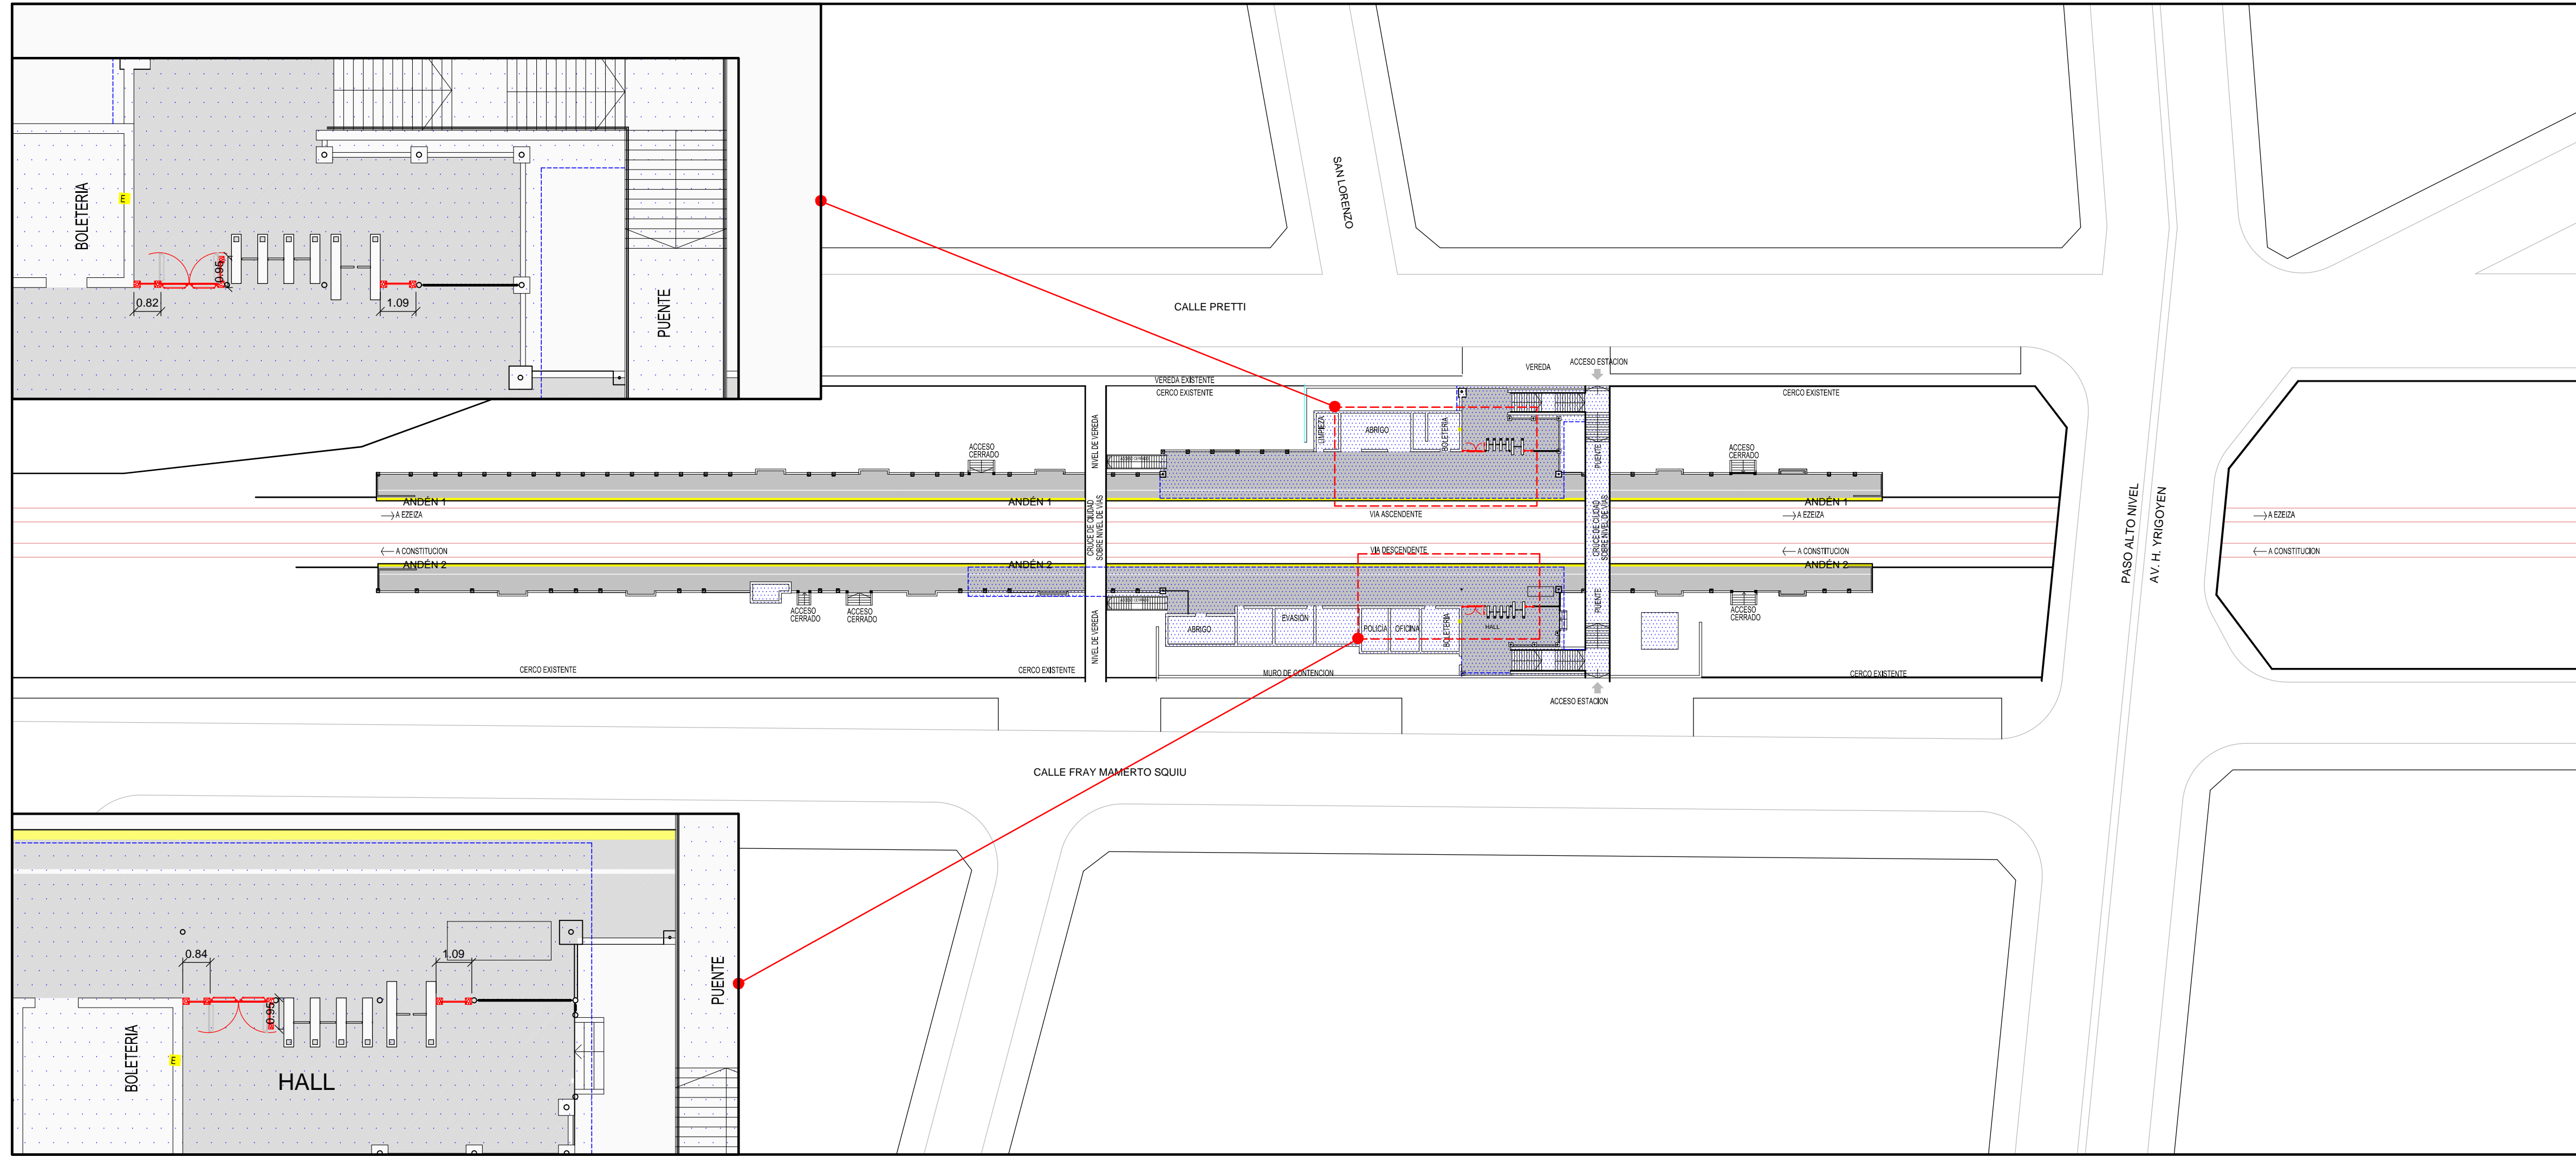 BOLETERIA
E
0.95
0.82
1.09
PUENTE
SAN LORENZO
CALLE PRETTI
VEREDA
ACCESO ESTACION
VEREDA EXISTENTE
CERCO EXISTENTE
CERCO EXISTENTE
NIVEL DE VEREDA
LIMPIEZA
ABRIGO
BOLETERIA
PUENTE
ACCESO
CERRADO
ACCESO
CERRADO
ANDÉN 1
ANDÉN 1
ANDÉN 1
A EZEIZA
VIA ASCENDENTE
A EZEIZA
A EZEIZA
CRUCE DE CIUDAD
SOBRE NIVEL DE VÍAS
CRUCE DE CIUDAD
SOBRE NIVEL DE VÍAS
PASO ALTO NIVEL
AV. H. YRIGOYEN
A CONSTITUCION
VIA DESCENDENTE
A CONSTITUCION
A CONSTITUCION
ANDÉN 2
ANDÉN 2
ANDÉN 2
ACCESO
CERRADO
ACCESO
CERRADO
ACCESO
CERRADO
NIVEL DE VEREDA
ABRIGO
EVASIÓN
POLICÍA
OFICINA
BOLETERIA
HALL
PUENTE
CERCO EXISTENTE
CERCO EXISTENTE
MURO DE CONTENCION
CERCO EXISTENTE
ACCESO ESTACION
CALLE FRAY MAMERTO SQUIU
0.84
1.09
0.95
BOLETERIA
E
HALL
PUENTE